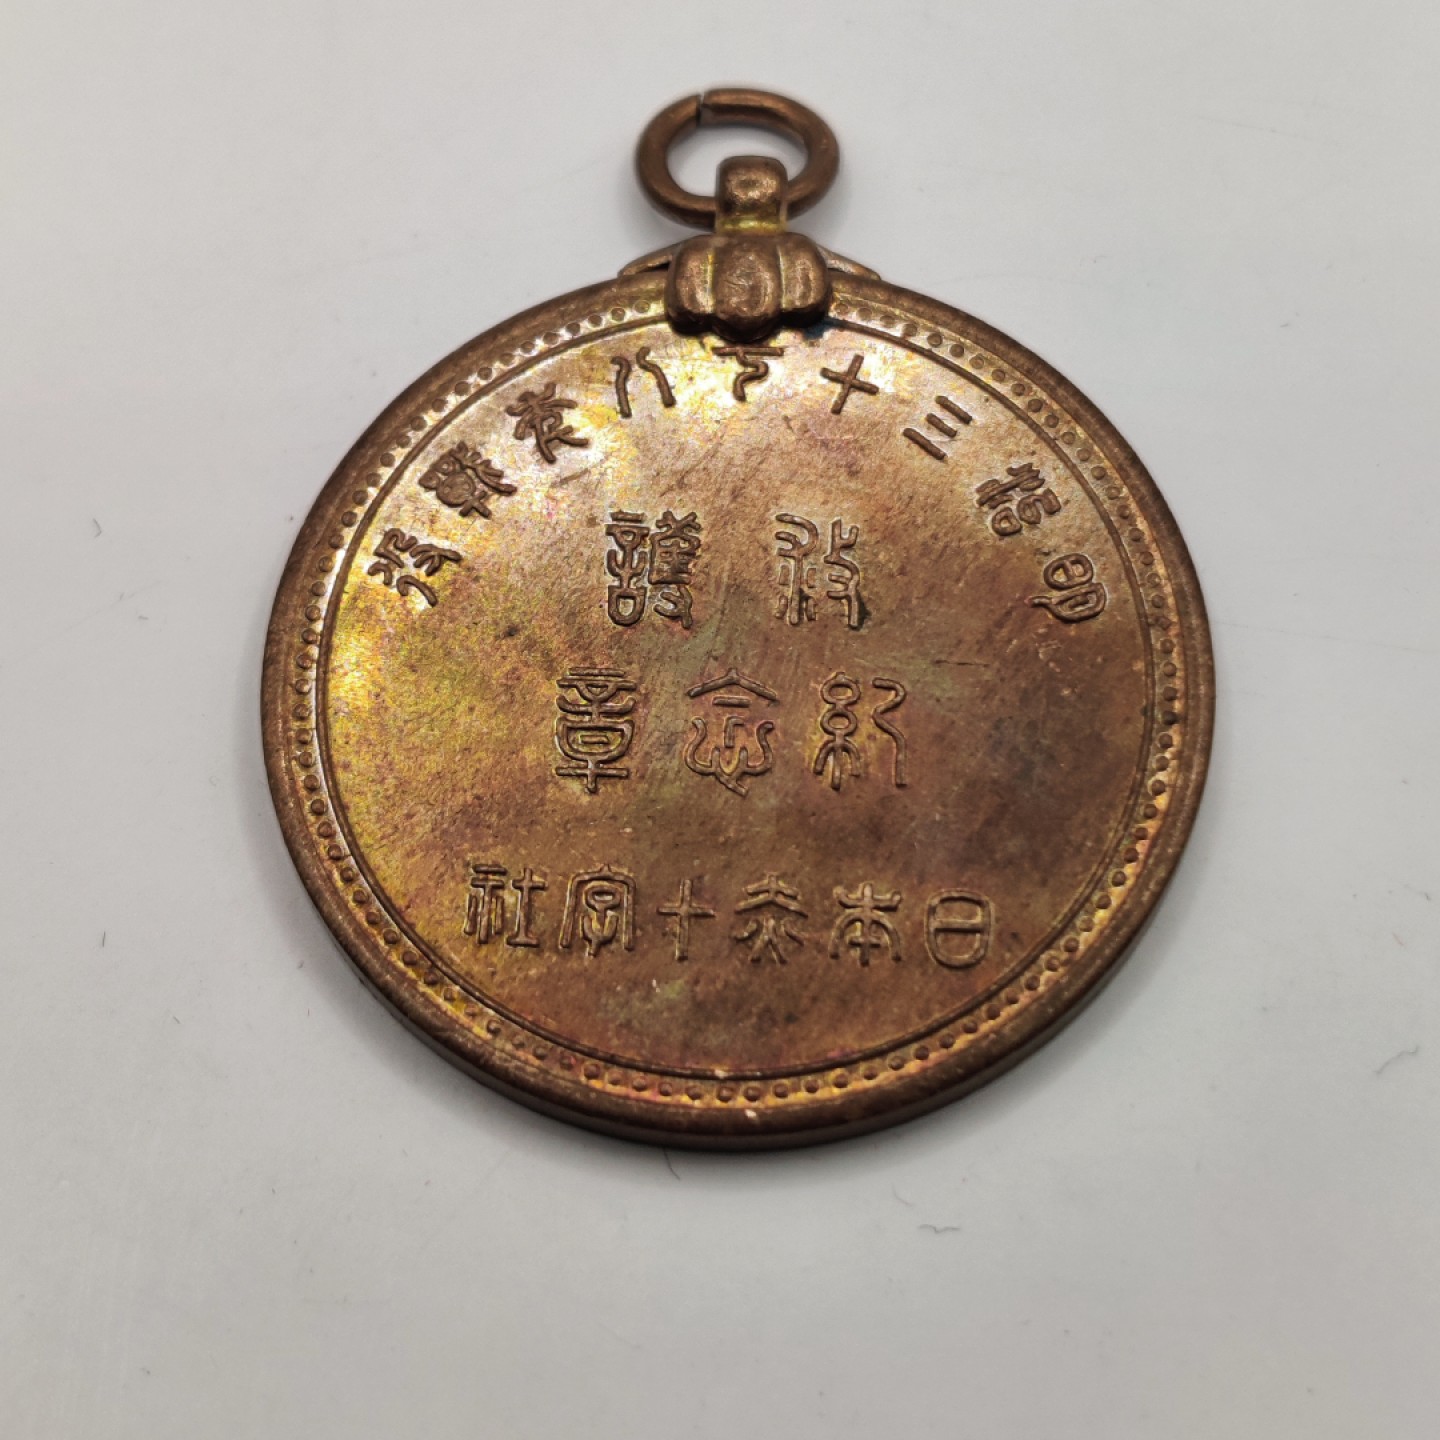 明治三十七八年戰役
救護
紀念章
日本赤十字社